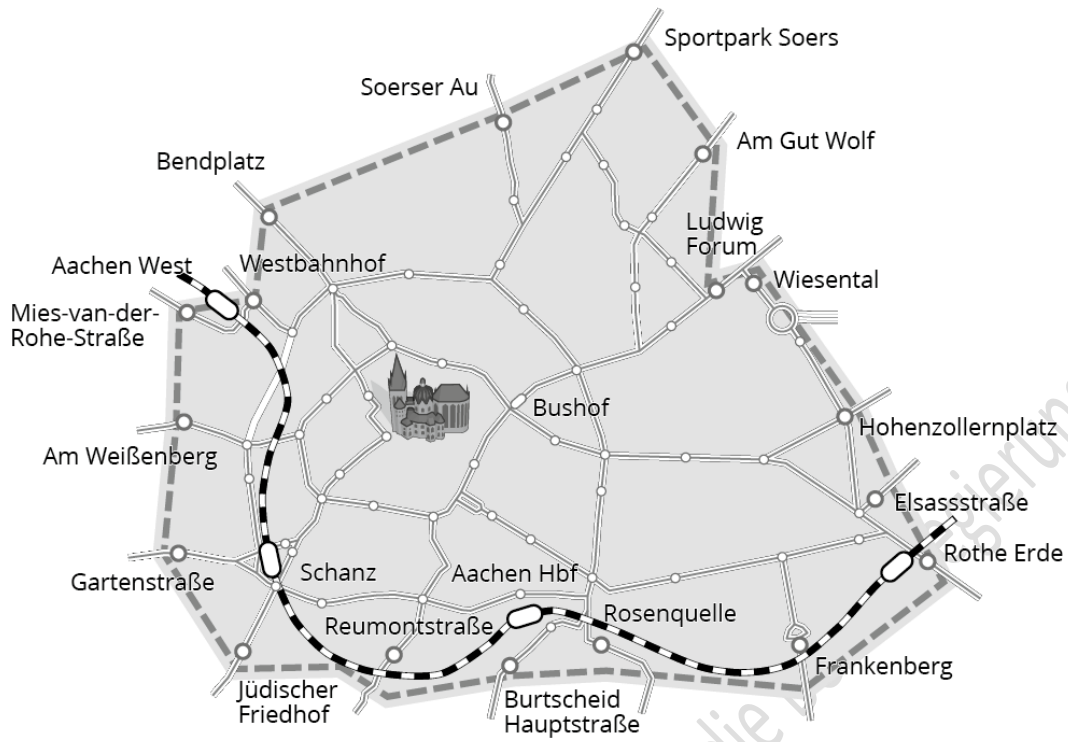 Sportpark Soers
Soerser Au
Am Gut Wolf
Bendplatz
Ludwig
Forum
Aachen West
Westbahnhof
Wiesental
Mies-van-der-
Rohe-Straße
Bushof
Hohenzollernplatz
Am Weißenberg
Elsassstraße
Rothe Erde
Gartenstraße
Schanz
Aachen Hbf
Reumontstraße
Rosenquelle
Frankenberg
Jüdischer
Friedhof
Burtscheid
Hauptstraße
die